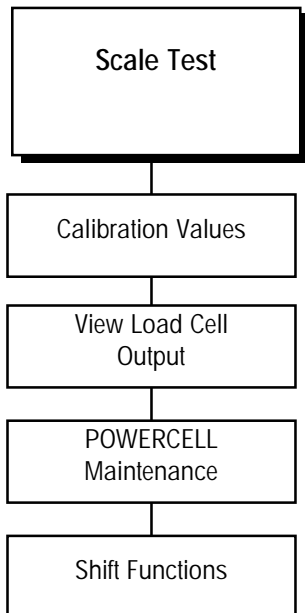 Scale Test
Calibration Values
View Load Cell
Output
POWERCELL
Maintenance
Shift Functions